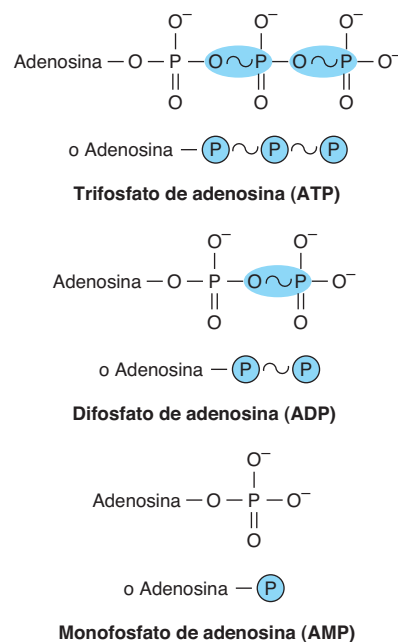 O⁻ O⁻ O⁻
Adenosina — O — P — O ~ P — O ~ P — O⁻
O O O
o Adenosina — P ~ P ~ P
Trifosfato de adenosina (ATP)
O⁻ O⁻
Adenosina — O — P — O ~ P — O⁻
O O
o Adenosina — P ~ P
Difosfato de adenosina (ADP)
O⁻
Adenosina — O — P — O⁻
O
o Adenosina — P
Monofosfato de adenosina (AMP)